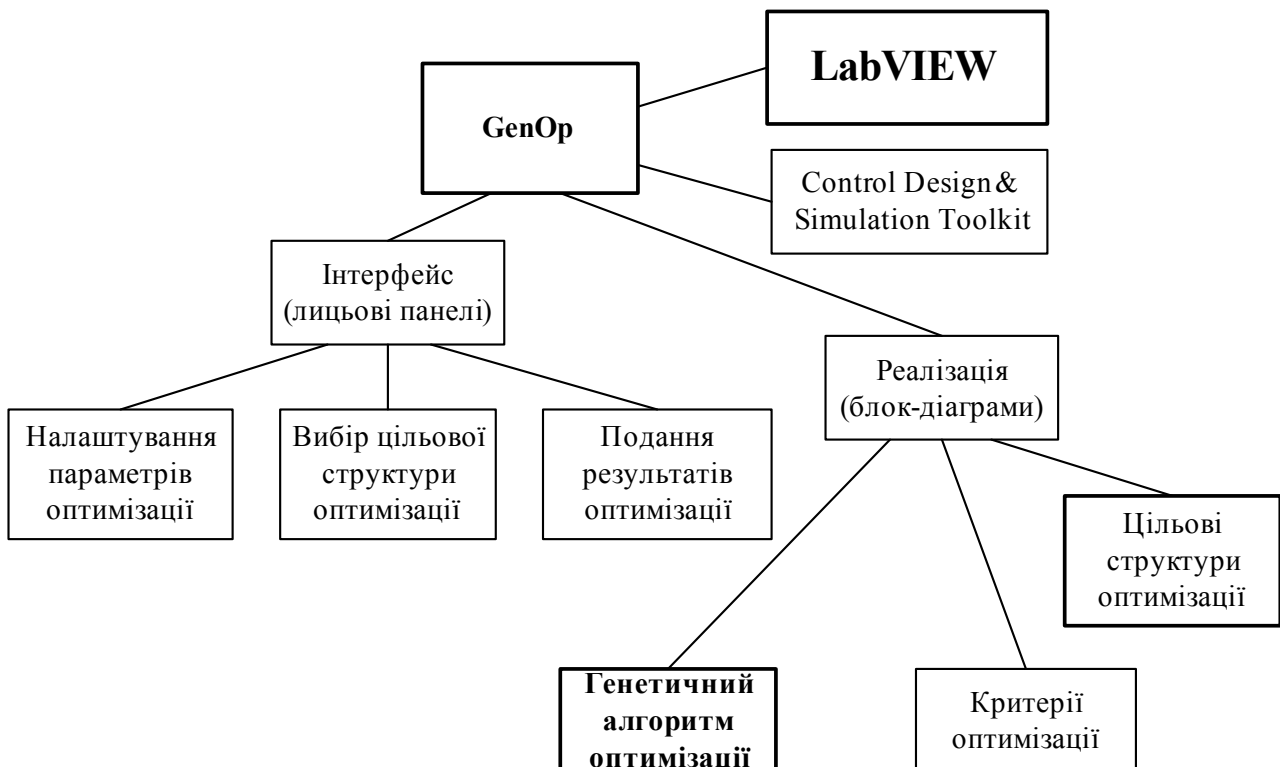 LabVIEW
GenOp
Control Design &
Simulation Toolkit
Інтерфейс
(лицьові панелі)
Реалізація
(блок-діаграми)
Налаштування
параметрів
оптимізації
Вибір цільової
структури
оптимізації
Подання
результатів
оптимізації
Цільові
структури
оптимізації
Генетичний
алгоритм
оптимізації
Критерії
оптимізації